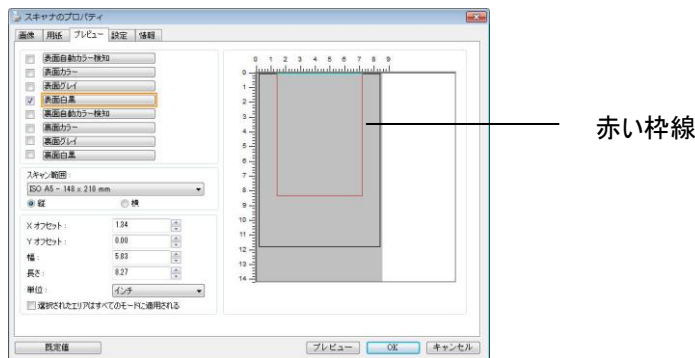 スキャナのプロパティ
画像 用紙 プレビュー 設定 情報
表面自動カラー検知
表面カラー
表面グレイ
表面白黒
裏面自動カラー検知
裏面カラー
裏面グレイ
裏面白黒
スキャン範囲:
ISO A5 - 148 x 210 mm
縦 横
X オフセット: 1.34
Y オフセット: 0.00
幅: 5.83
長さ: 8.27
単位: インチ
選択されたエリアはすべてのモードに適用される
0 1 2 3 4 5 6 7 8 9
0
1
2
3
4
5
6
7
8
9
10
11
12
13
14
赤い枠線
既定値 プレビュー OK キャンセル